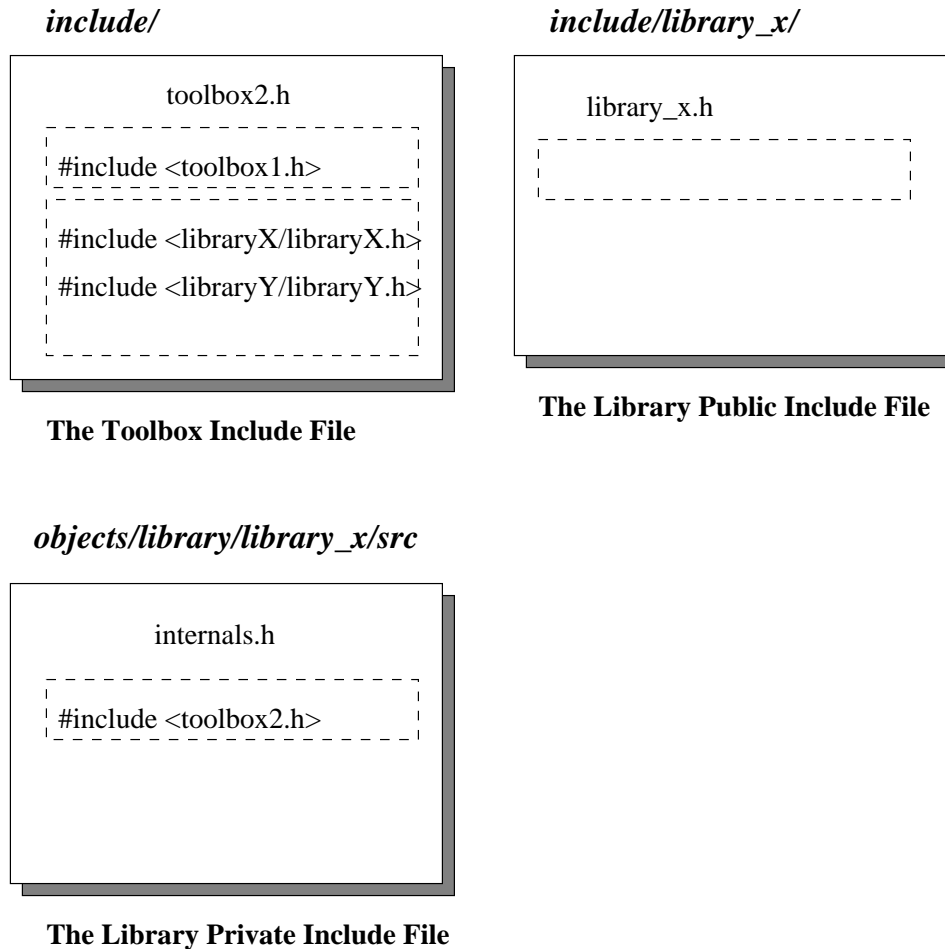 include/
toolbox2.h
#include <toolbox1.h>
#include <libraryX/libraryX.h>
#include <libraryY/libraryY.h>
The Toolbox Include File
include/library_x/
library_x.h
The Library Public Include File
objects/library/library_x/src
internals.h
#include <toolbox2.h>
The Library Private Include File